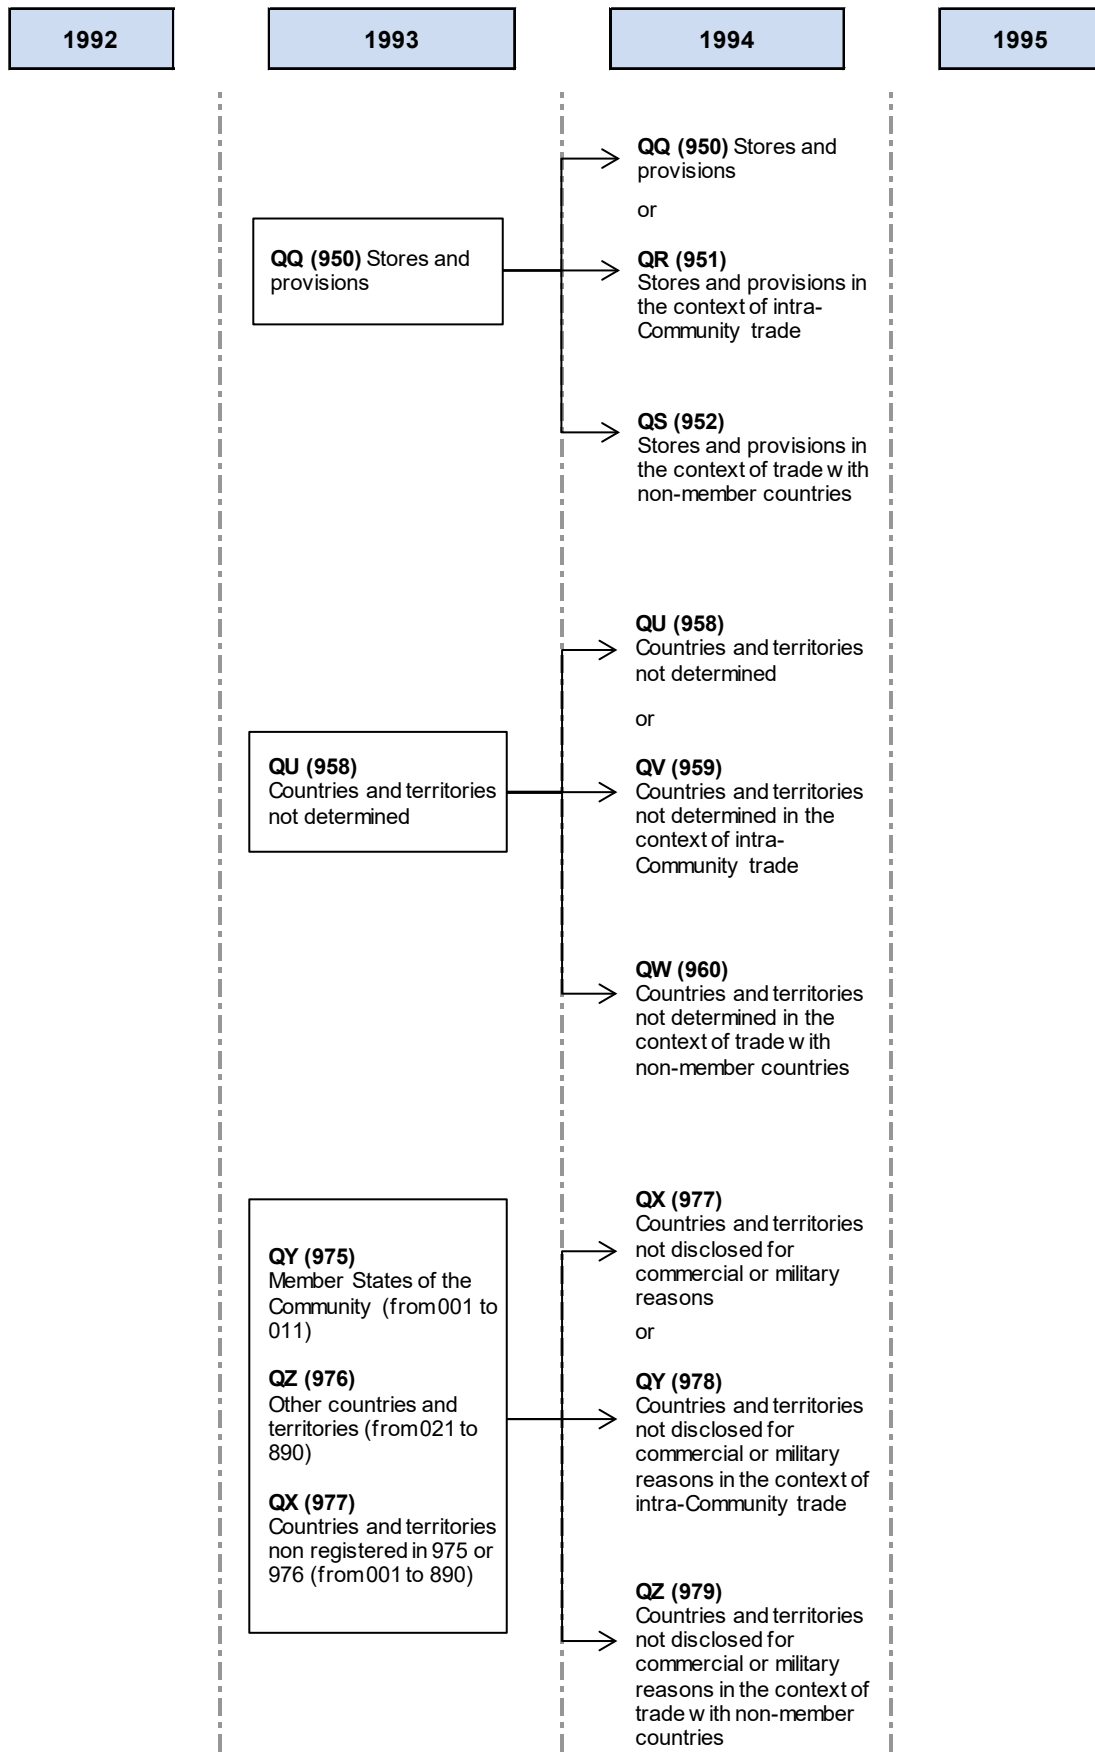 1992
1993
1994
1995
QQ (950) Stores and
provisions
QQ (950) Stores and
provisions
or
QR (951)
Stores and provisions in
the context of intra-
Community trade
QS (952)
Stores and provisions in
the context of trade with
non-member countries
QU (958)
Countries and territories
not determined
QU (958)
Countries and territories
not determined
or
QV (959)
Countries and territories
not determined in the
context of intra-
Community trade
QW (960)
Countries and territories
not determined in the
context of trade with
non-member countries
QY (975)
Member States of the
Community (from 001 to
011)
QZ (976)
Other countries and
territories (from 021 to
890)
QX (977)
Countries and territories
non registered in 975 or
976 (from 001 to 890)
QX (977)
Countries and territories
not disclosed for
commercial or military
reasons
or
QY (978)
Countries and territories
not disclosed for
commercial or military
reasons in the context of
intra-Community trade
QZ (979)
Countries and territories
not disclosed for
commercial or military
reasons in the context of
trade with non-member
countries